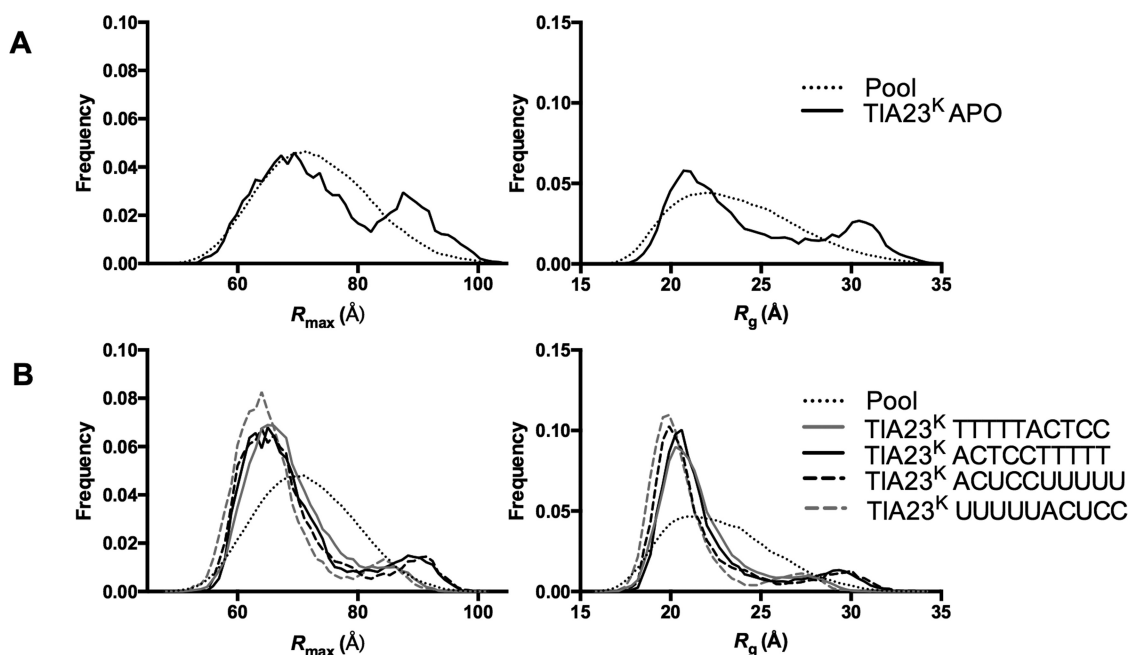 A
0.10
0.08
0.06
0.04
0.02
0.00
Frequency
60
80
100
Rmax (Å)
0.15
0.10
0.05
0.00
Frequency
15
20
25
30
35
Rg (Å)
Pool
TIA23K APO
B
0.10
0.08
0.06
0.04
0.02
0.00
Frequency
60
80
100
Rmax (Å)
0.15
0.10
0.05
0.00
Frequency
15
20
25
30
35
Rg (Å)
Pool
TIA23K TTTTTACTCC
TIA23K ACTCCTTTTT
TIA23K ACUCCUUUUU
TIA23K UUUUUACUCC